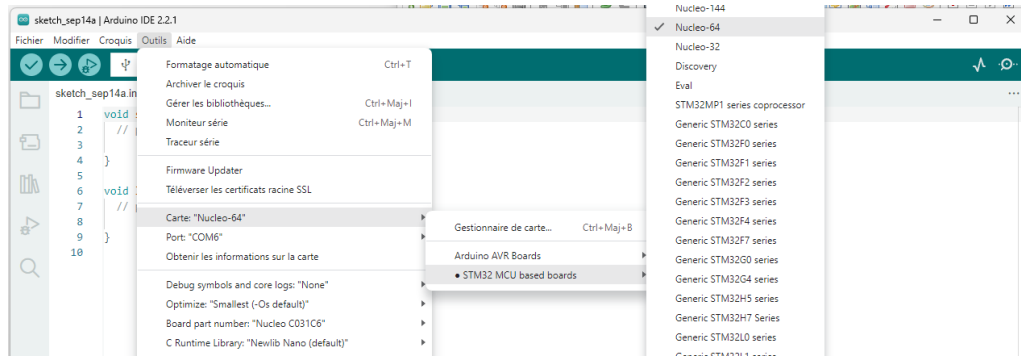 sketch_sep14a | Arduino IDE 2.2.1
Fichier Modifier Croquis Outils Aide
sketch_sep14a.in
1 void
2 //
3
4 }
5
6 void
7 //
8
9 }
10
Formatage automatique Ctrl+T
Archiver le croquis
Gérer les bibliothèques... Ctrl+Maj+I
Moniteur série Ctrl+Maj+M
Traceur série
Firmware Updater
Téléverser les certificats racine SSL
Carte: "Nucleo-64"
Port: "COM6"
Obtenir les informations sur la carte
Debug symbols and core logs: "None"
Optimize: "Smallest (-Os default)"
Board part number: "Nucleo C031C6"
C Runtime Library: "Newlib Nano (default)"
Gestionnaire de carte... Ctrl+Maj+B
Arduino AVR Boards
● STM32 MCU based boards
Nucleo-144
✓ Nucleo-64
Nucleo-32
Discovery
Eval
STM32MP1 series coprocessor
Generic STM32C0 series
Generic STM32F0 series
Generic STM32F1 series
Generic STM32F2 series
Generic STM32F3 series
Generic STM32F4 series
Generic STM32F7 series
Generic STM32G0 series
Generic STM32G4 series
Generic STM32H5 series
Generic STM32H7 Series
Generic STM32L0 series
Generic STM32L1 series